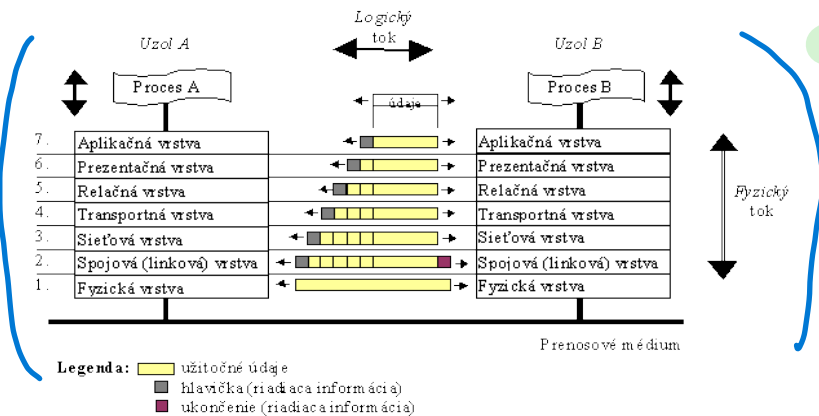 Logický
tok
Uzol A
Uzol B
Proces A
Proces B
údaje
7. Aplikačná vrstva Aplikačná vrstva
6. Prezentačná vrstva Prezentačná vrstva
5. Relačná vrstva Relačná vrstva
4. Transportná vrstva Transportná vrstva
3. Sieťová vrstva Sieťová vrstva
2. Spojová (linková) vrstva Spojová (linková) vrstva
1. Fyzická vrstva Fyzická vrstva
Fyzický
tok
Prenosové médium
Legenda: užitočné údaje
hlavička (riadiaca informácia)
ukončenie (riadiaca informácia)